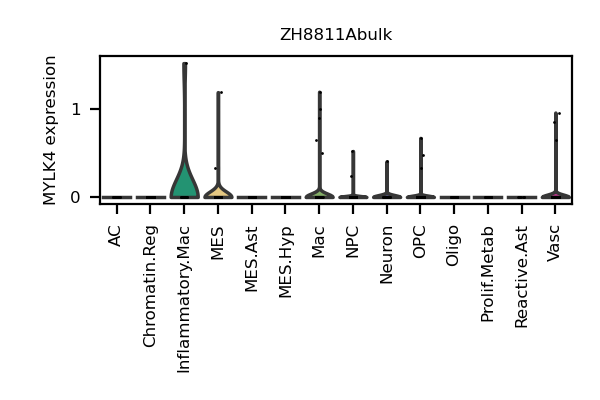 ZH8811Abulk
MYLK4 expression
1
0
AC
Chromatin.Reg
Inflammatory.Mac
MES
MES.Ast
MES.Hyp
Mac
NPC
Neuron
OPC
Oligo
Prolif.Metab
Reactive.Ast
Vasc